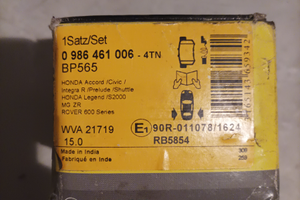 1Satz/Set
0 986 461 006 - 4TN
BP565
HONDA Accord /Civic /
Integra R /Prelude /Shuttle
HONDA Legend /S2000
MG ZR
ROVER 600 Series
WVA 21719
E1 90R-011078/1624
15.0
RB5854
Made in India
Fabriqué en Inde